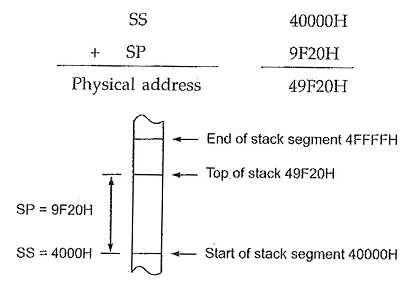 SS 40000H
+ SP 9F20H
Physical address 49F20H
End of stack segment 4FFFFH
Top of stack 49F20H
SP = 9F20H
SS = 4000H Start of stack segment 40000H